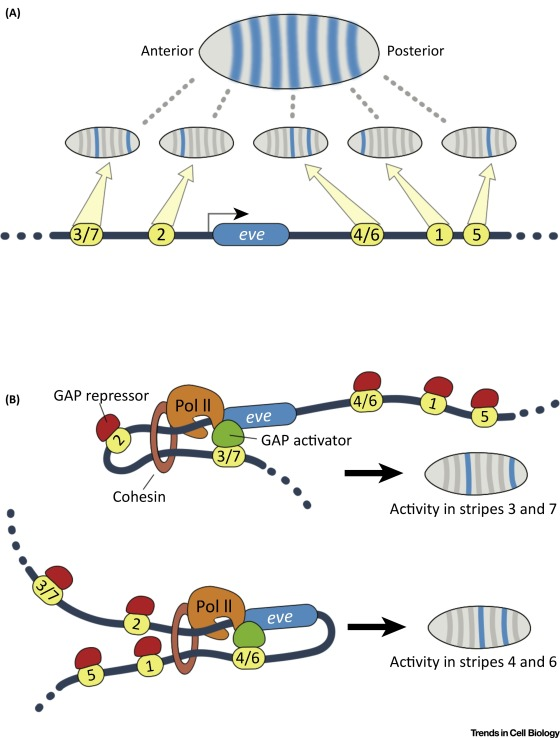 (A)
Anterior
Posterior
3/7
2
eve
4/6
1
5
(B)
GAP repressor
Pol II
eve
4/6
1
5
2
GAP activator
3/7
Cohesin
Activity in stripes 3 and 7
3/7
2
Pol II
eve
5
1
4/6
Activity in stripes 4 and 6
Trends in Cell Biology